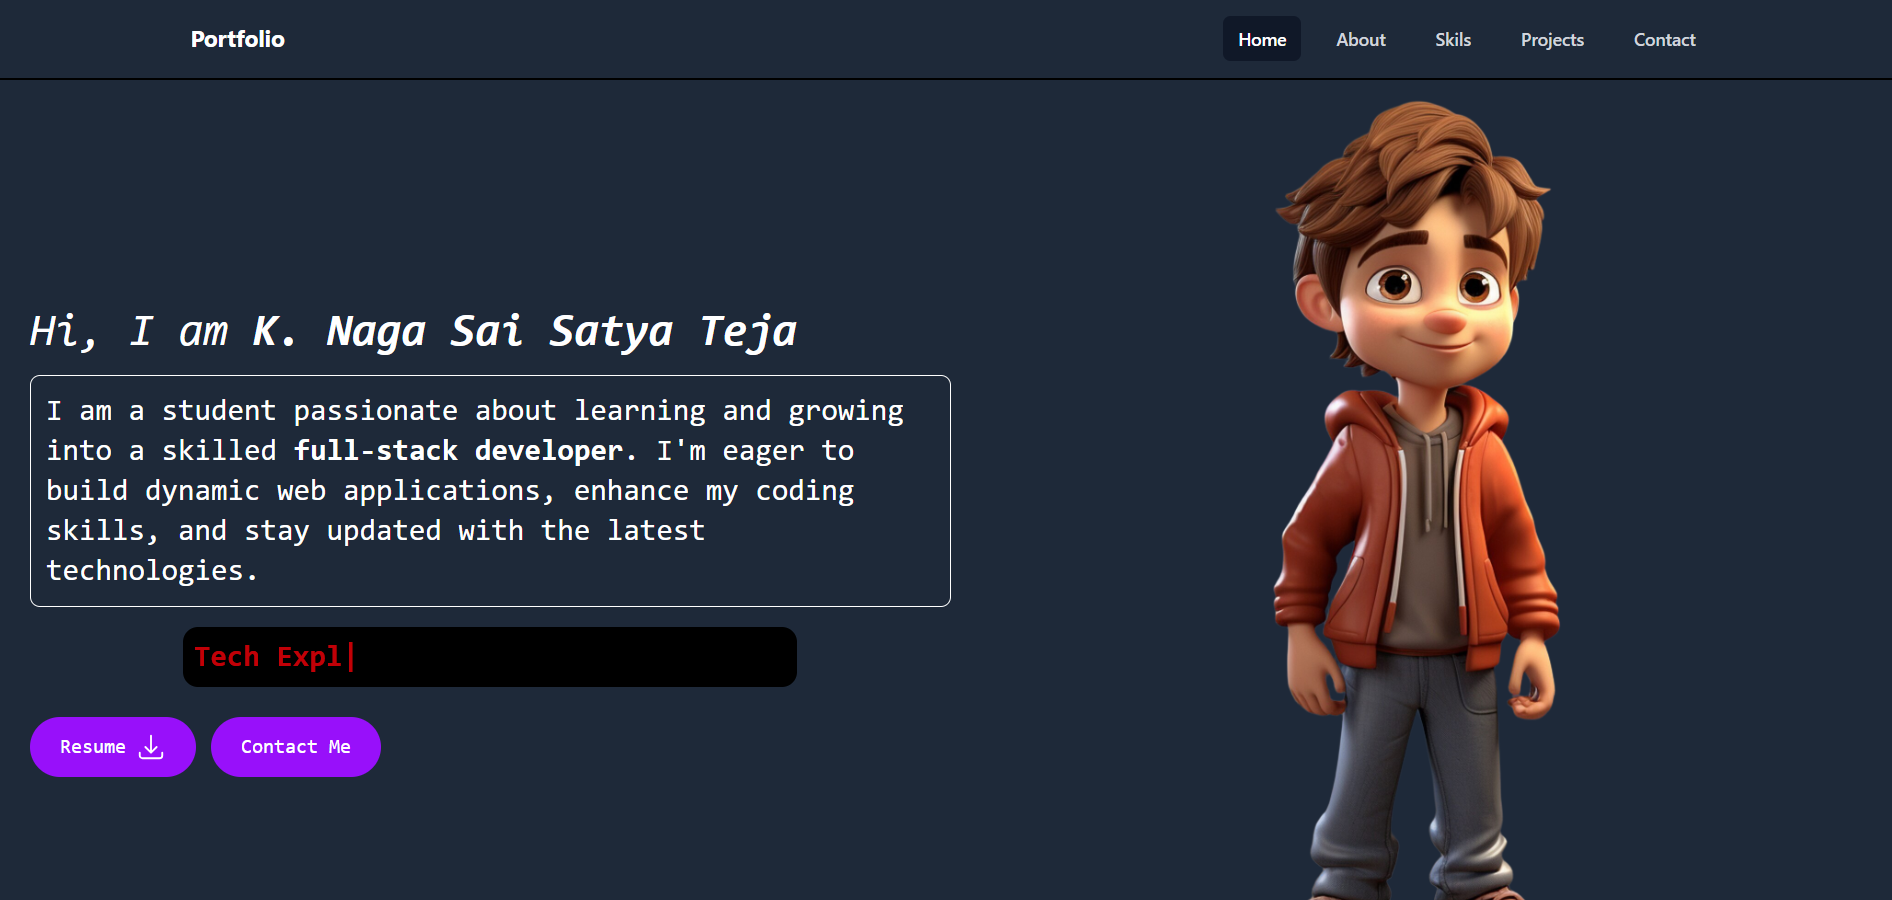 Portfolio
Home About Skils Projects Contact
Hi, I am K. Naga Sai Satya Teja
I am a student passionate about learning and growing
into a skilled full-stack developer. I'm eager to
build dynamic web applications, enhance my coding
skills, and stay updated with the latest
technologies.
Tech Expl
Resume
Contact Me